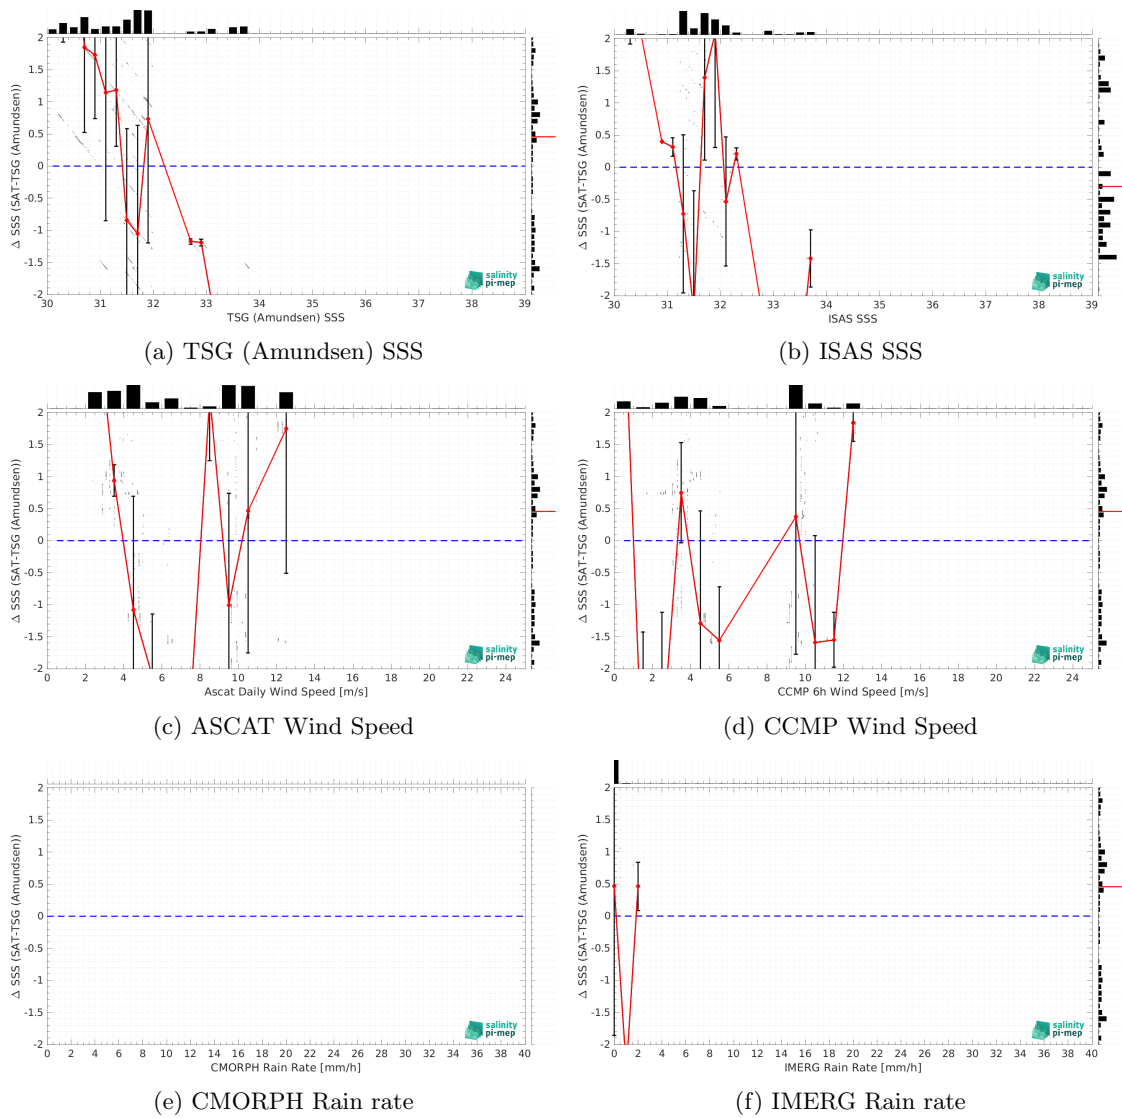 2
1.5
1
0.5
0
-0.5
-1
-1.5
-2
Δ SSS (SAT-TSG (Amundsen))
30 31 32 33 34 35 36 37 38 39
TSG (Amundsen) SSS
salinity
pi-mep
(a) TSG (Amundsen) SSS
2
1.5
1
0.5
0
-0.5
-1
-1.5
-2
Δ SSS (SAT-TSG (Amundsen))
30 31 32 33 34 35 36 37 38 39
ISAS SSS
salinity
pi-mep
(b) ISAS SSS
2
1.5
1
0.5
0
-0.5
-1
-1.5
-2
Δ SSS (SAT-TSG (Amundsen))
0 2 4 6 8 10 12 14 16 18 20 22 24
Ascat Daily Wind Speed [m/s]
salinity
pi-mep
(c) ASCAT Wind Speed
2
1.5
1
0.5
0
-0.5
-1
-1.5
-2
Δ SSS (SAT-TSG (Amundsen))
0 2 4 6 8 10 12 14 16 18 20 22 24
CCMP 6h Wind Speed [m/s]
salinity
pi-mep
(d) CCMP Wind Speed
2
1.5
1
0.5
0
-0.5
-1
-1.5
-2
Δ SSS (SAT-TSG (Amundsen))
0 2 4 6 8 10 12 14 16 18 20 22 24 26 28 30 32 34 36 38 40
CMORPH Rain Rate [mm/h]
salinity
pi-mep
(e) CMORPH Rain rate
2
1.5
1
0.5
0
-0.5
-1
-1.5
-2
Δ SSS (SAT-TSG (Amundsen))
0 2 4 6 8 10 12 14 16 18 20 22 24 26 28 30 32 34 36 38 40
IMERG Rain Rate [mm/h]
salinity
pi-mep
(f) IMERG Rain rate